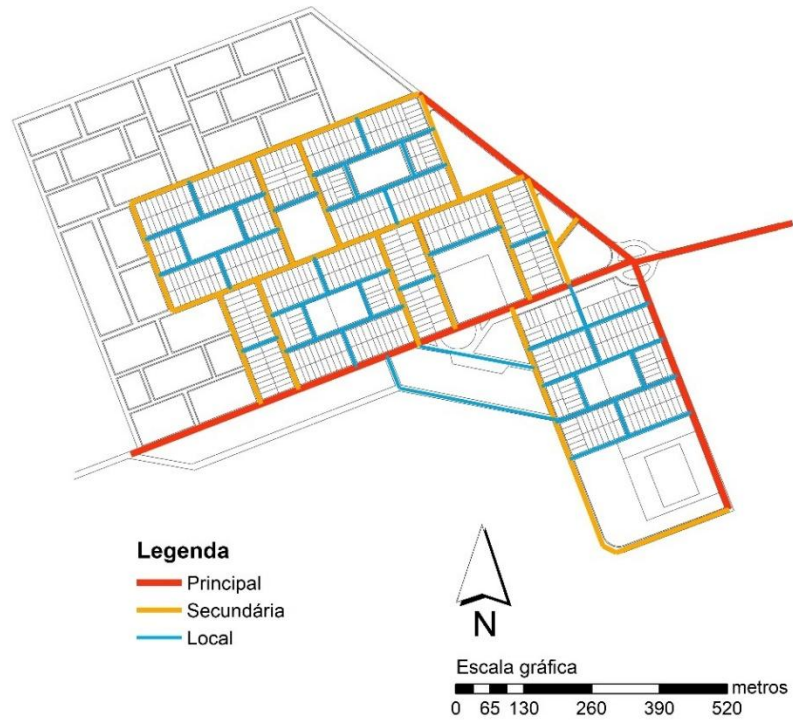 Legenda
Principal
Secundária
Local
N
Escala gráfica
metros
0 65 130 260 390 520